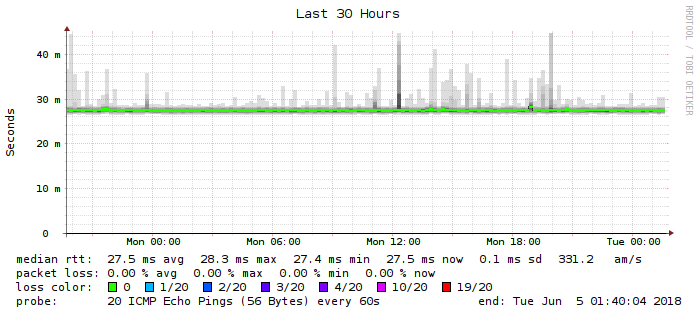 Last 30 Hours
RRDTOOL / TOBI OETIKER
Seconds
40 m
30 m
20 m
10 m
0
Mon 00:00 Mon 06:00 Mon 12:00 Mon 18:00 Tue 00:00
median rtt: 27.5 ms avg 28.3 ms max 27.4 ms min 27.5 ms now 0.1 ms sd 331.2 am/s
packet loss: 0.00 % avg 0.00 % max 0.00 % min 0.00 % now
loss color: 0 1/20 2/20 3/20 4/20 10/20 19/20
probe: 20 ICMP Echo Pings (56 Bytes) every 60s end: Tue Jun 5 01:40:04 2018